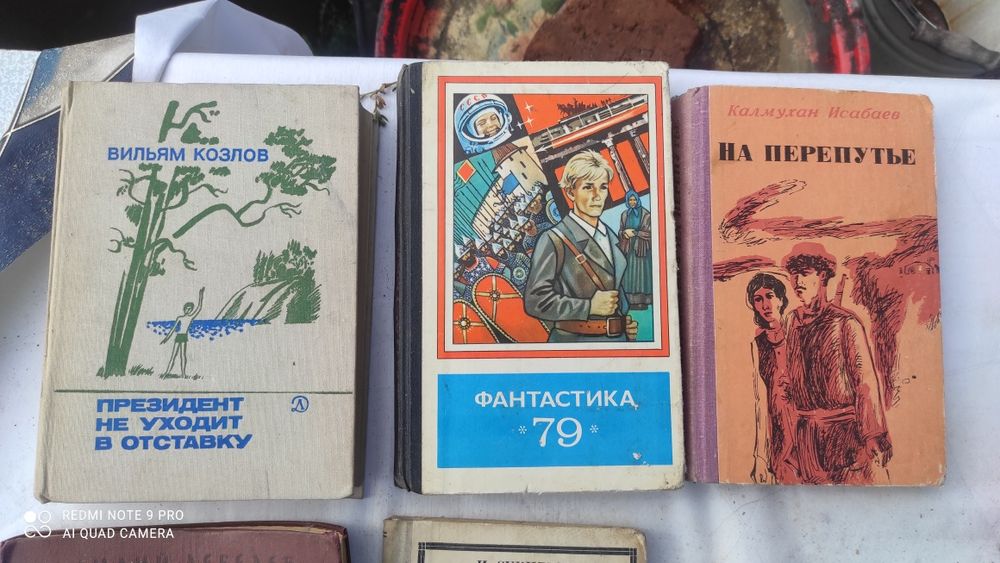 ВИЛЬЯМ КОЗЛОВ
ПРЕЗИДЕНТ
НЕ УХОДИТ
В ОТСТАВКУ
СССР
ФАНТАСТИКА
*79*
Калмухан Исабаев
НА ПЕРЕПУТЬЕ
REDMI NOTE 9 PRO
AI QUAD CAMERA